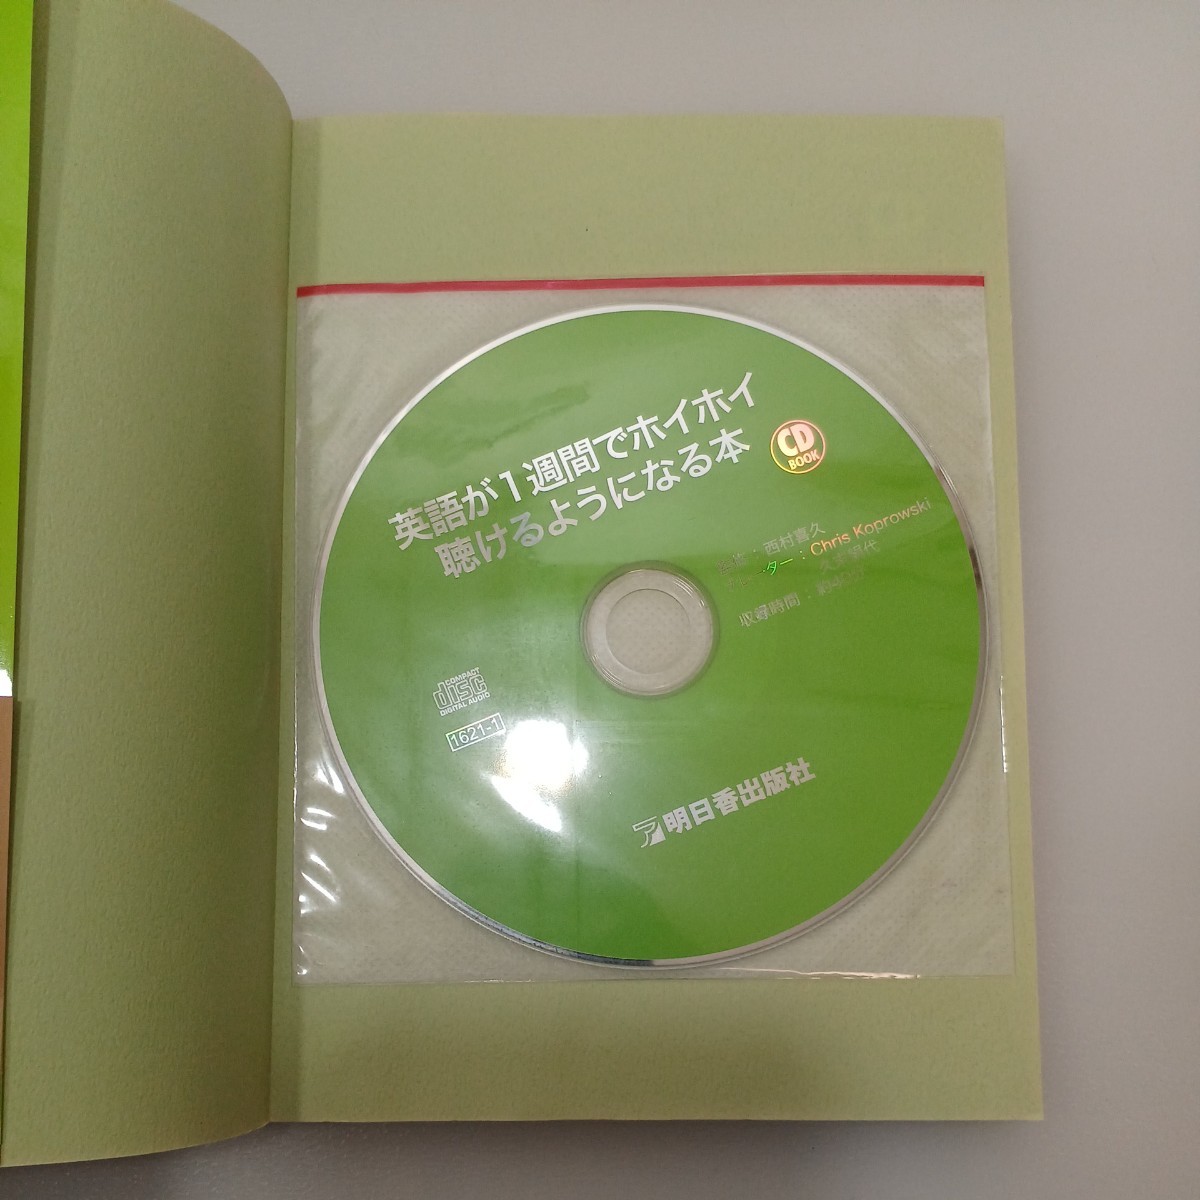 英語が1週間でホイホイ
聴けるようになる本
CD
BOOK
：西村喜久
ター：Chris Koprowski
収録時間：
COMPACT
disc
DIGITAL AUDIO
1621-1
明日香出版社